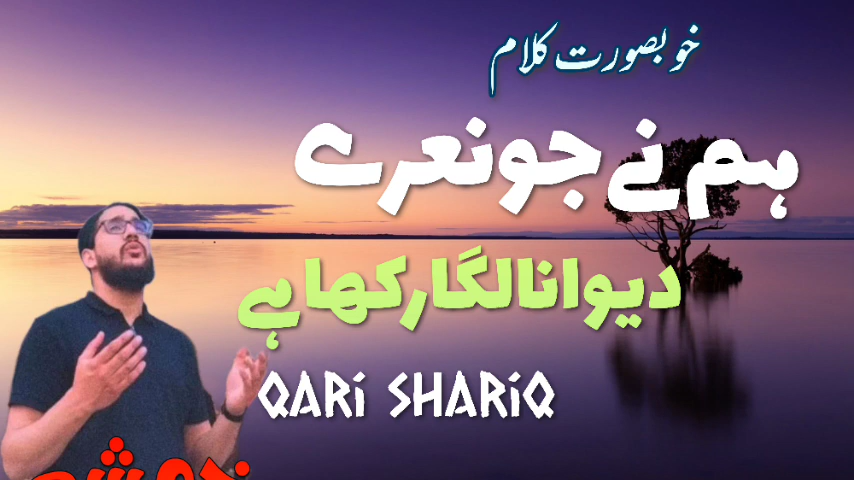 خوبصورت کلام
ہم نے جو نعرے
دیوانا لگا رکھا ہے
QARi SHARiQ